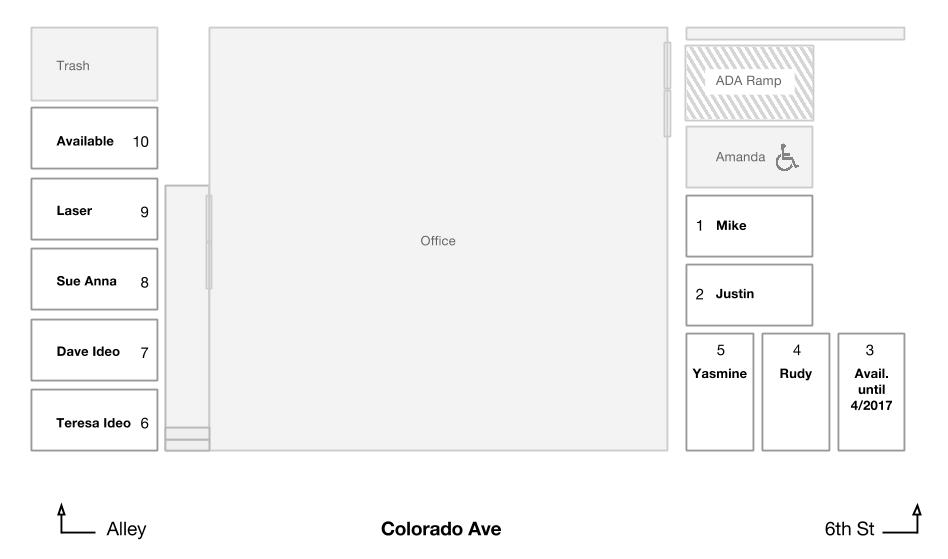 Trash
Available 10
Laser 9
Sue Anna 8
Dave Ideo 7
Teresa Ideo 6
Office
ADA Ramp
Amanda
1 Mike
2 Justin
5
Yasmine
4
Rudy
3
Avail.
until
4/2017
Alley
Colorado Ave
6th St